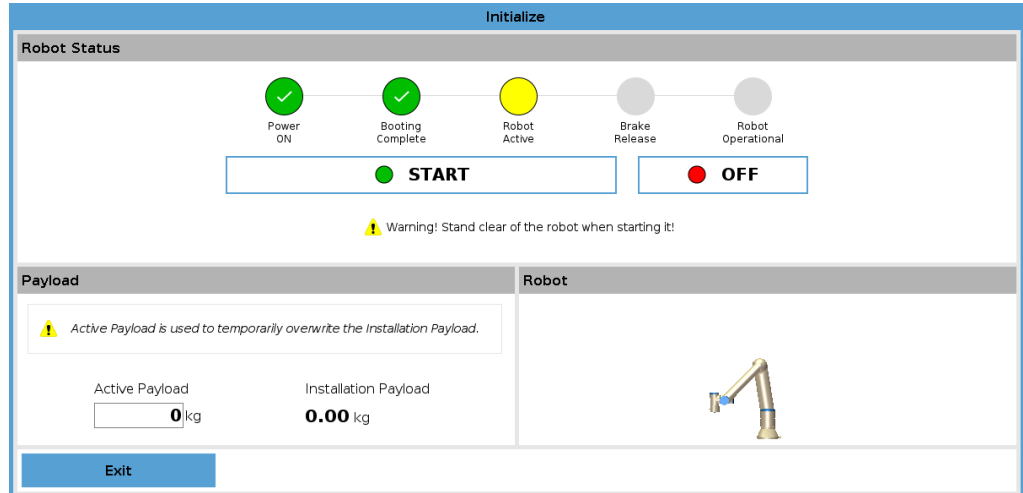 Initialize
Robot Status
Power
ON
Booting
Complete
Robot
Active
Brake
Release
Robot
Operational
START
OFF
Warning! Stand clear of the robot when starting it!
Payload
Robot
Active Payload is used to temporarily overwrite the Installation Payload.
Active Payload
Installation Payload
0 kg
0.00 kg
Exit